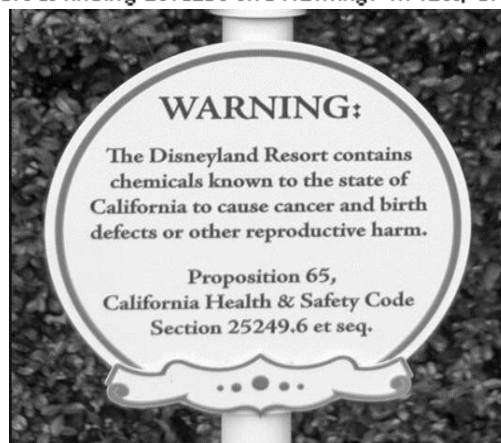 WARNING:
The Disneyland Resort contains
chemicals known to the state of
California to cause cancer and birth
defects or other reproductive harm.
Proposition 65,
California Health & Safety Code
Section 25249.6 et seq.